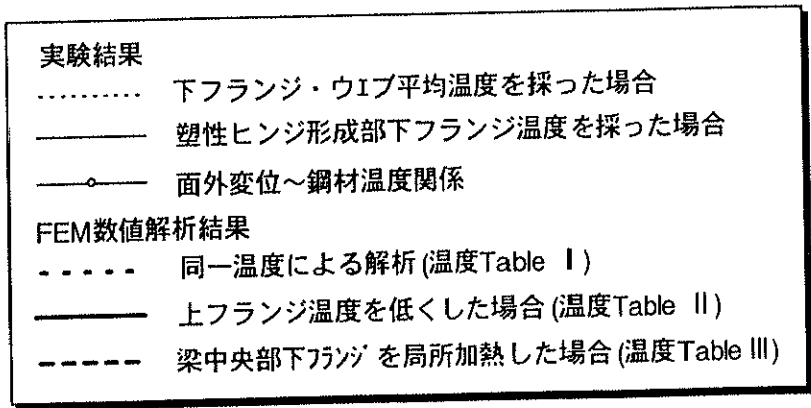 実験結果
下フランジ・ウェブ平均温度を採った場合
塑性ヒンジ形成部下フランジ温度を採った場合
面外変位～鋼材温度関係
FEM数値解析結果
同一温度による解析(温度Table Ⅰ)
上フランジ温度を低くした場合(温度Table Ⅱ)
梁中央部下フランジを局所加熱した場合(温度Table Ⅲ)